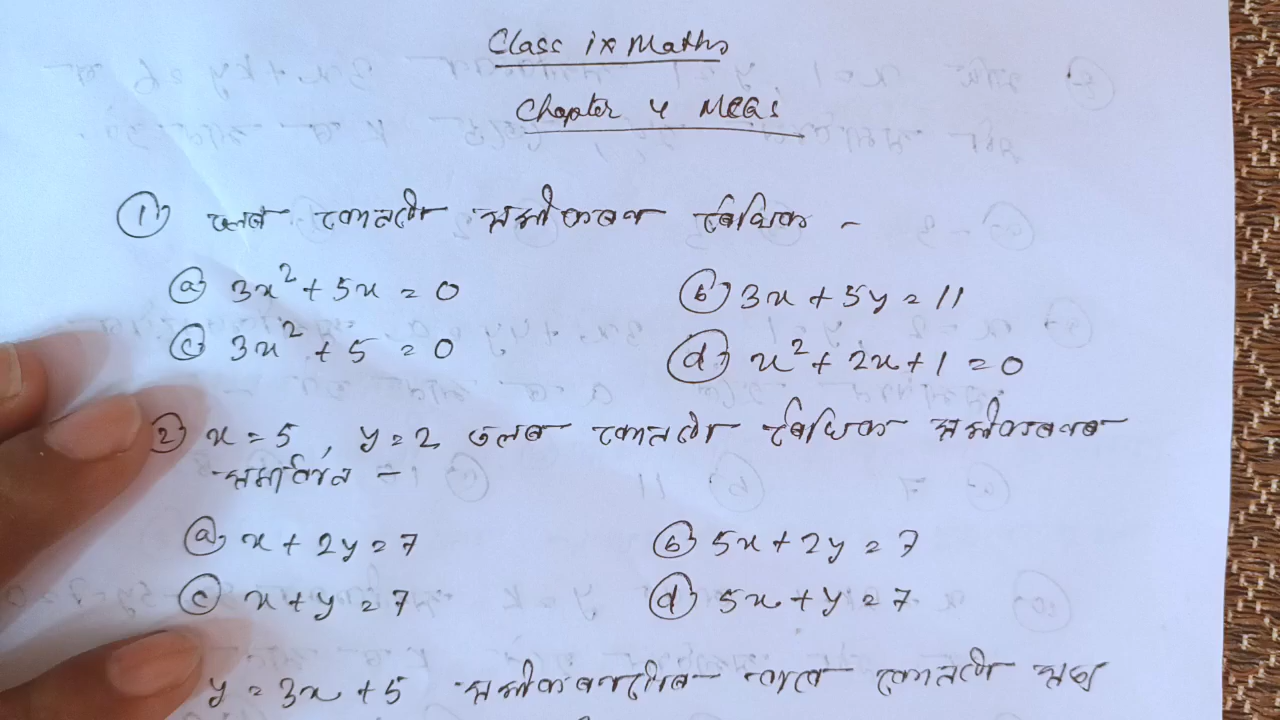 Class ix Maths
Chapter 4 MCQs
① তলৰ কোনটো সমীকৰণ ৰৈখিক -
ⓐ 3x² + 5x = 0 ⓑ 3x + 5y = 11
ⓒ 3x² + 5 = 0 ⓓ x² + 2x + 1 = 0
② x = 5, y = 2 তলৰ কোনটো ৰৈখিক সমীকৰণৰ
সমাধান -
ⓐ x + 2y = 7 ⓑ 5x + 2y = 7
ⓒ x + y = 7 ⓓ 5x + y = 7
y = 3x + 5 সমীকৰণটোৰ বাবে কোনটো সত্য